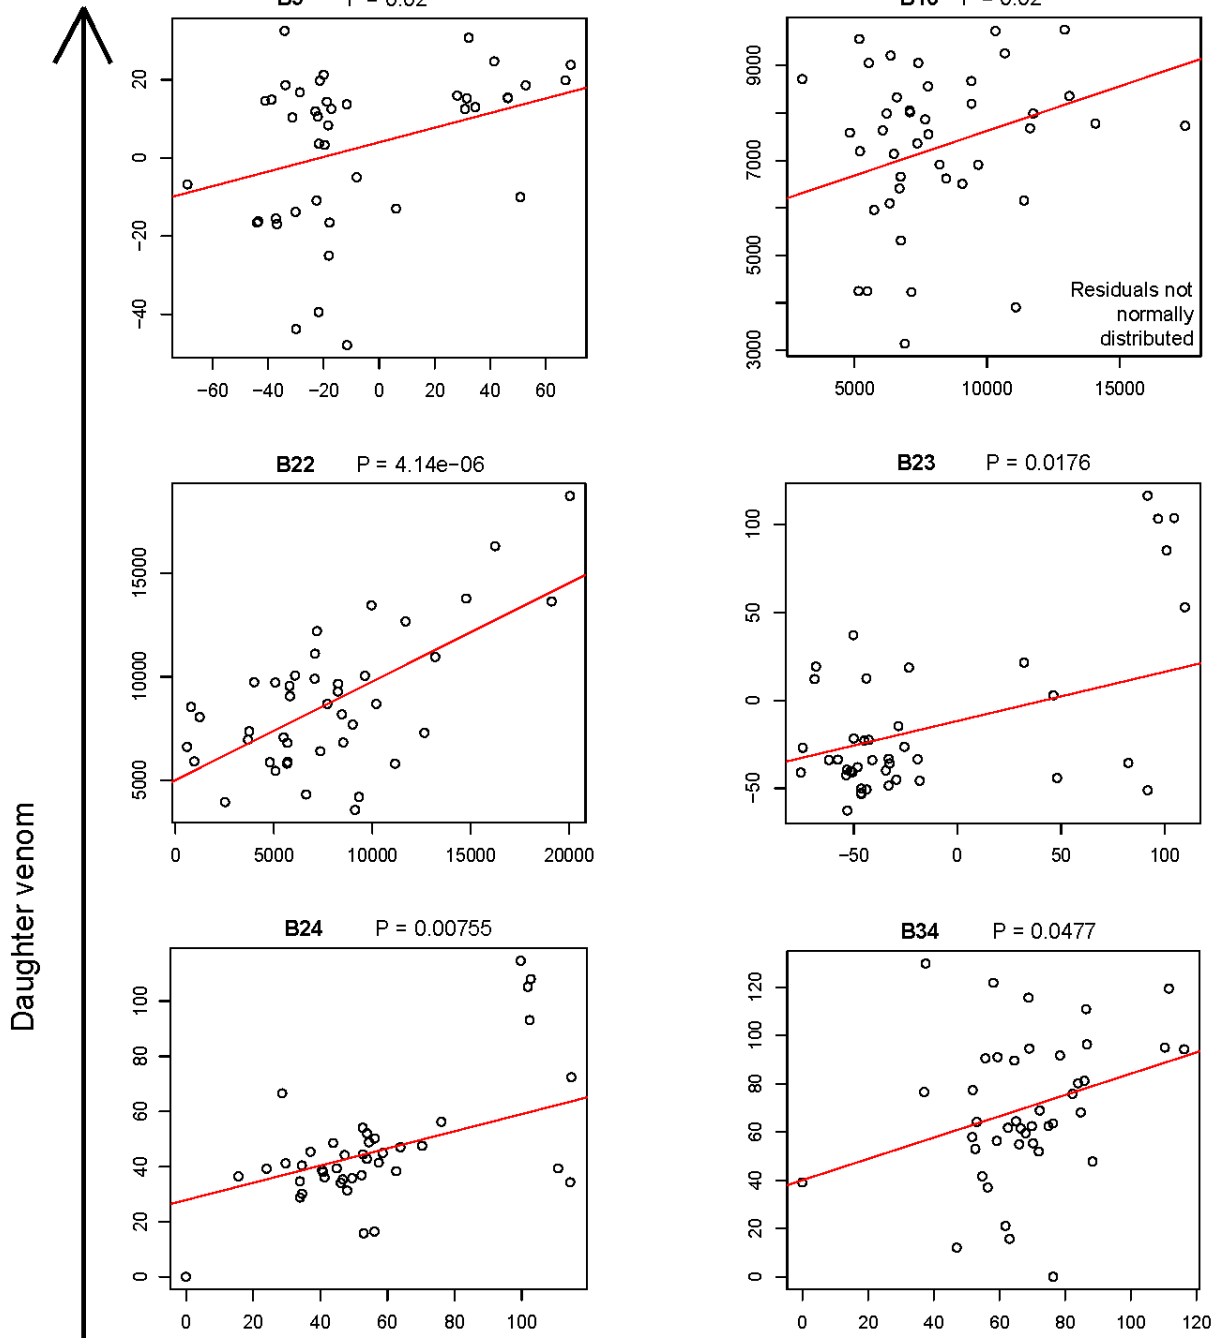 P = 0.02
P = 0.02
20
0
−20
−40
−60 −40 −20 0 20 40 60
9000
7000
5000
3000
Residuals not
normally
distributed
5000 10000 15000
B22 P = 4.14e−06
15000
10000
5000
0 5000 10000 15000 20000
B23 P = 0.0176
100
50
0
−50
−50 0 50 100
Daughter venom
B24 P = 0.00755
100
80
60
40
20
0
0 20 40 60 80 100
B34 P = 0.0477
120
100
80
60
40
20
0
0 20 40 60 80 100 120